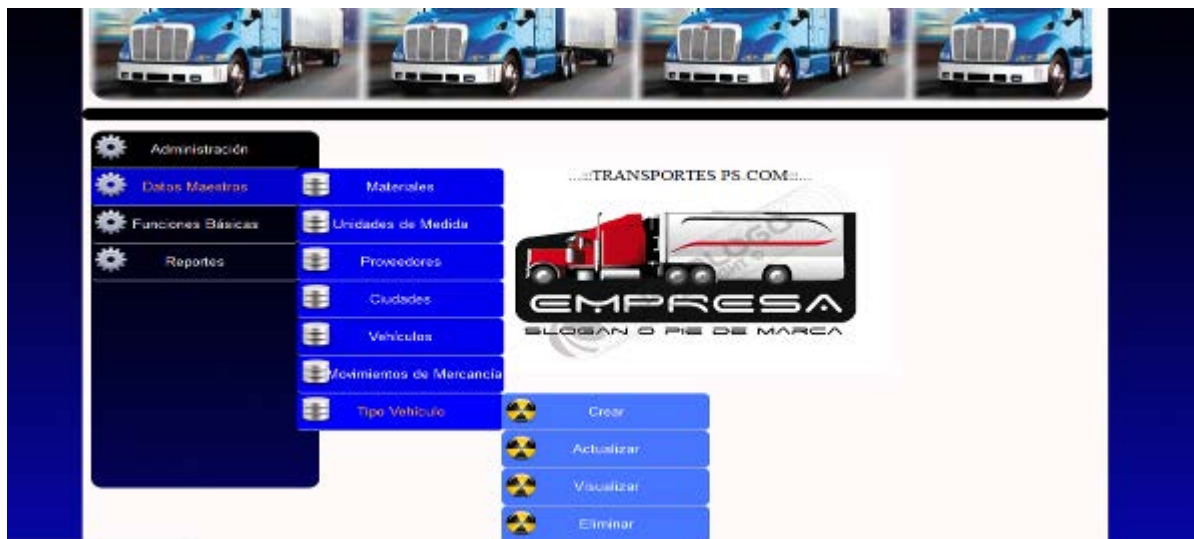 Administración
Datos Maestros
Funciones Básicas
Reportes
Materiales
Unidades de Medida
Proveedores
Ciudades
Vehículos
Movimientos de Mercancía
Tipo Vehículo
Crear
Actualizar
Visualizar
Eliminar
...::TRANSPORTES PS.COM::...
EMPRESA
SLOGAN O PIE DE MARCA